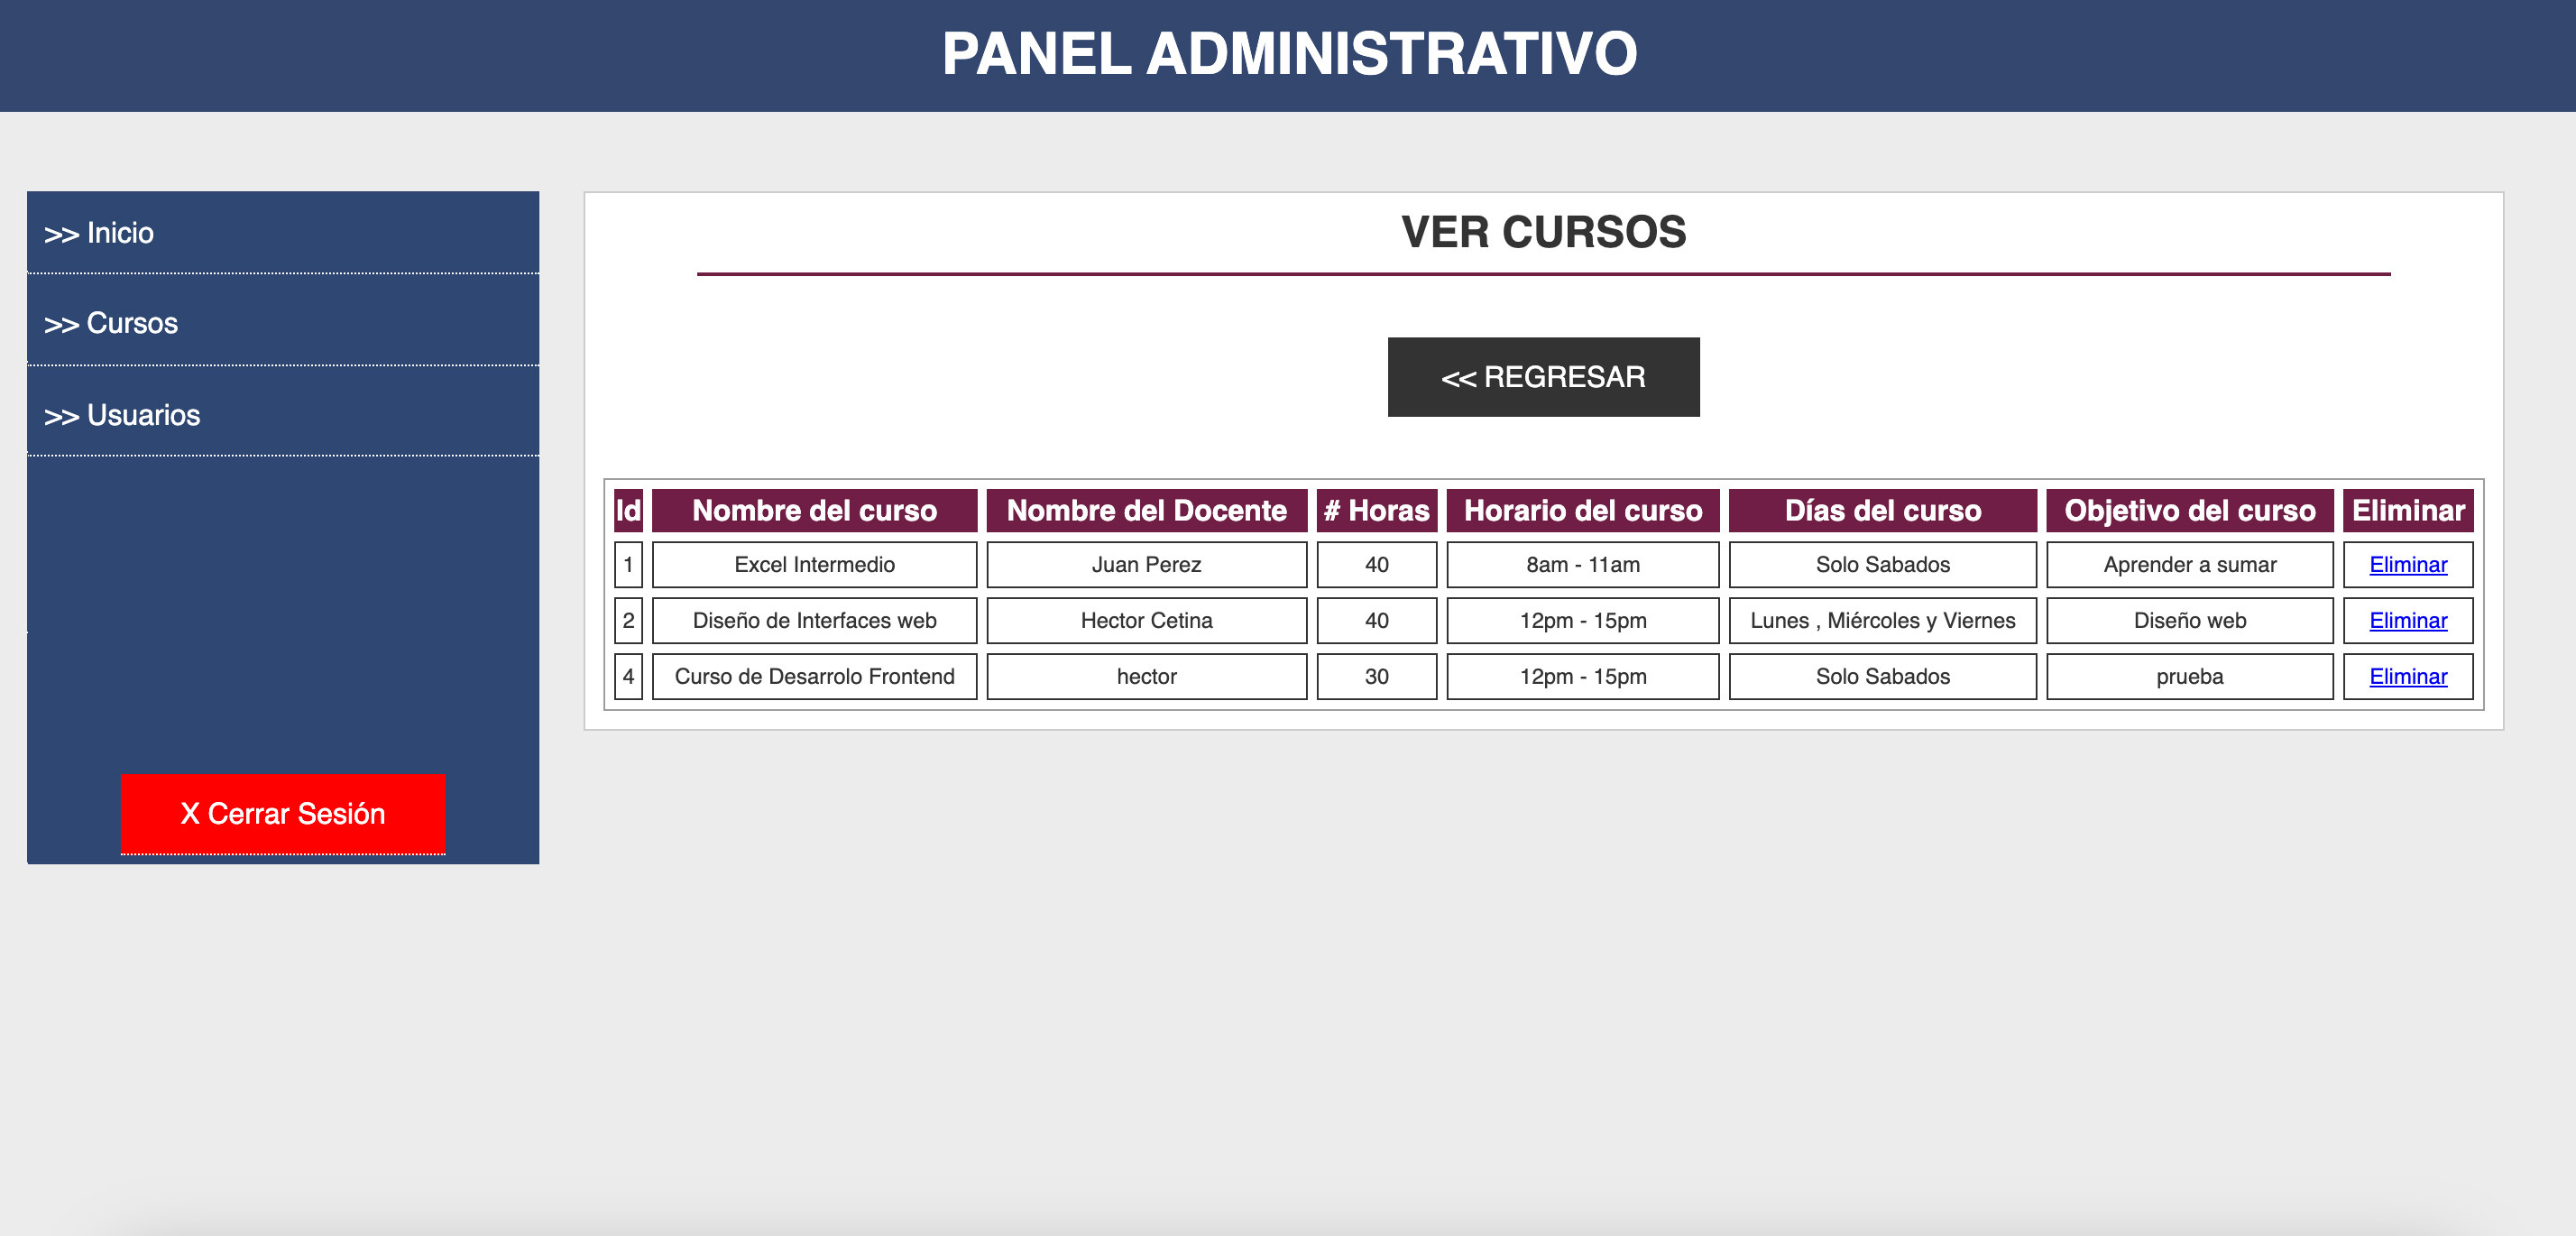 PANEL ADMINISTRATIVO
>> Inicio
>> Cursos
>> Usuarios
X Cerrar Sesión
VER CURSOS
<< REGRESAR
Id Nombre del curso Nombre del Docente # Horas Horario del curso Días del curso Objetivo del curso Eliminar
1 Excel Intermedio Juan Perez 40 8am - 11am Solo Sabados Aprender a sumar Eliminar
2 Diseño de Interfaces web Hector Cetina 40 12pm - 15pm Lunes , Miércoles y Viernes Diseño web Eliminar
4 Curso de Desarrolo Frontend hector 30 12pm - 15pm Solo Sabados prueba Eliminar